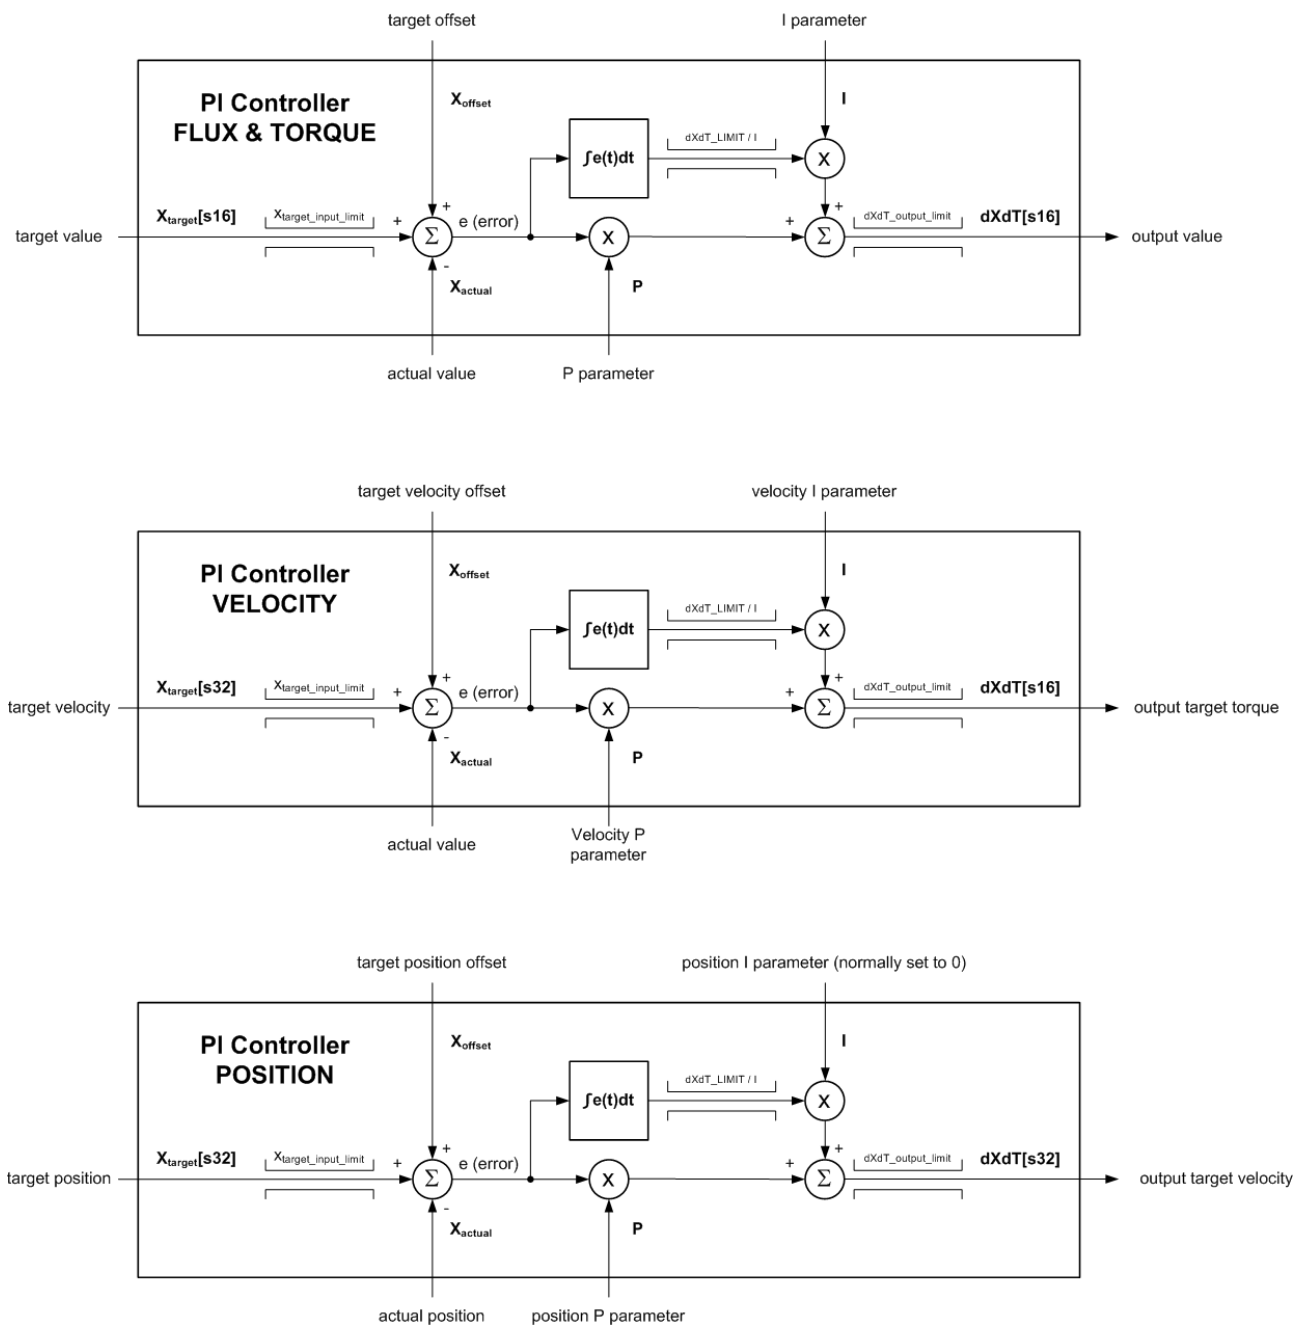 target offset
I parameter
PI Controller
FLUX & TORQUE
Xoffset
I
∫e(t)dt
dXdT_LIMIT / I
X
Xtarget[s16]
Xtarget_input_limit
+
+
e (error)
+
+
dXdT_output_limit
dXdT[s16]
target value
Σ
X
Σ
output value
-
Xactual
P
actual value
P parameter
target velocity offset
velocity I parameter
PI Controller
VELOCITY
Xoffset
I
∫e(t)dt
dXdT_LIMIT / I
X
Xtarget[s32]
Xtarget_input_limit
+
+
e (error)
+
+
dXdT_output_limit
dXdT[s16]
target velocity
Σ
X
Σ
output target torque
-
Xactual
P
actual value
Velocity P
parameter
target position offset
position I parameter (normally set to 0)
PI Controller
POSITION
Xoffset
I
∫e(t)dt
dXdT_LIMIT / I
X
Xtarget[s32]
Xtarget_input_limit
+
+
e (error)
+
+
dXdT_output_limit
dXdT[s32]
target position
Σ
X
Σ
output target velocity
-
Xactual
P
actual position
position P parameter